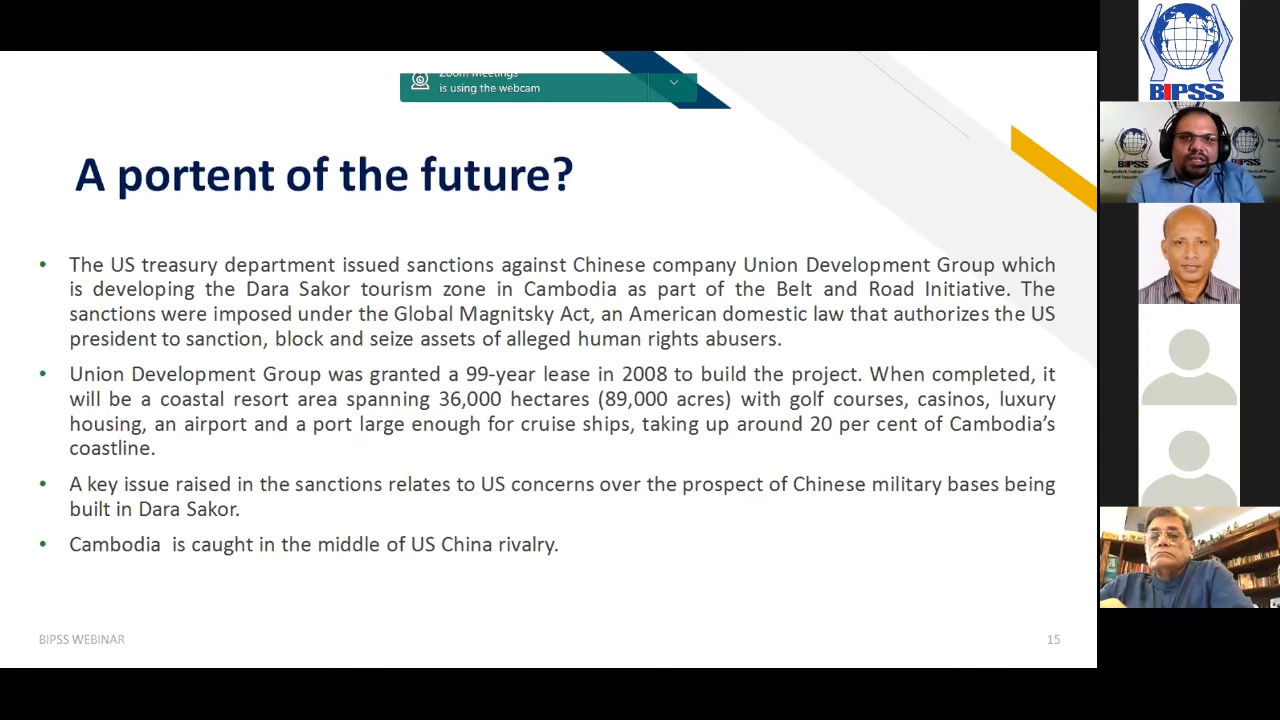 Zoom Meetings
is using the webcam
A portent of the future?
• The US treasury department issued sanctions against Chinese company Union Development Group which
is developing the Dara Sakor tourism zone in Cambodia as part of the Belt and Road Initiative. The
sanctions were imposed under the Global Magnitsky Act, an American domestic law that authorizes the US
president to sanction, block and seize assets of alleged human rights abusers.
• Union Development Group was granted a 99-year lease in 2008 to build the project. When completed, it
will be a coastal resort area spanning 36,000 hectares (89,000 acres) with golf courses, casinos, luxury
housing, an airport and a port large enough for cruise ships, taking up around 20 per cent of Cambodia's
coastline.
• A key issue raised in the sanctions relates to US concerns over the prospect of Chinese military bases being
built in Dara Sakor.
• Cambodia is caught in the middle of US China rivalry.
BIPSS WEBINAR
15
BIPSS
BIPSS
BIPSS